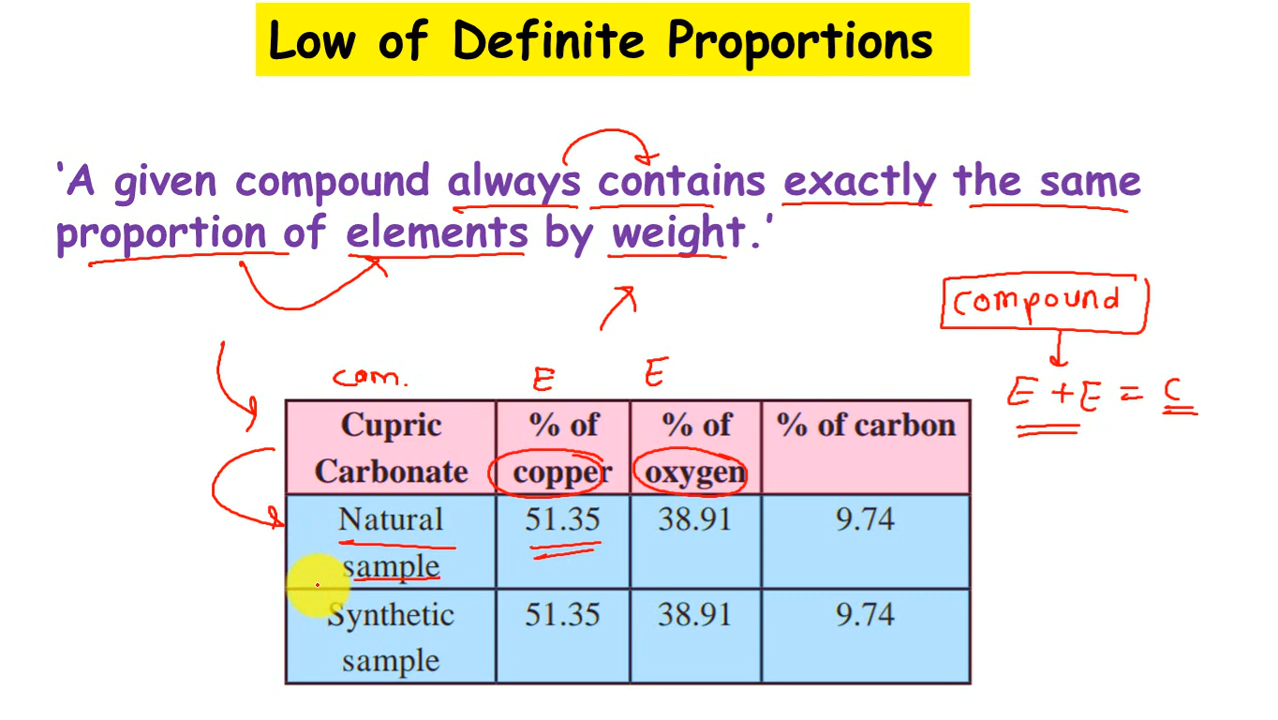 Low of Definite Proportions
‘A given compound always contains exactly the same
proportion of elements by weight.’
compound
E + E = C
com.
E
E
Cupric Carbonate
% of copper
% of oxygen
% of carbon
Natural sample
51.35
38.91
9.74
Synthetic sample
51.35
38.91
9.74